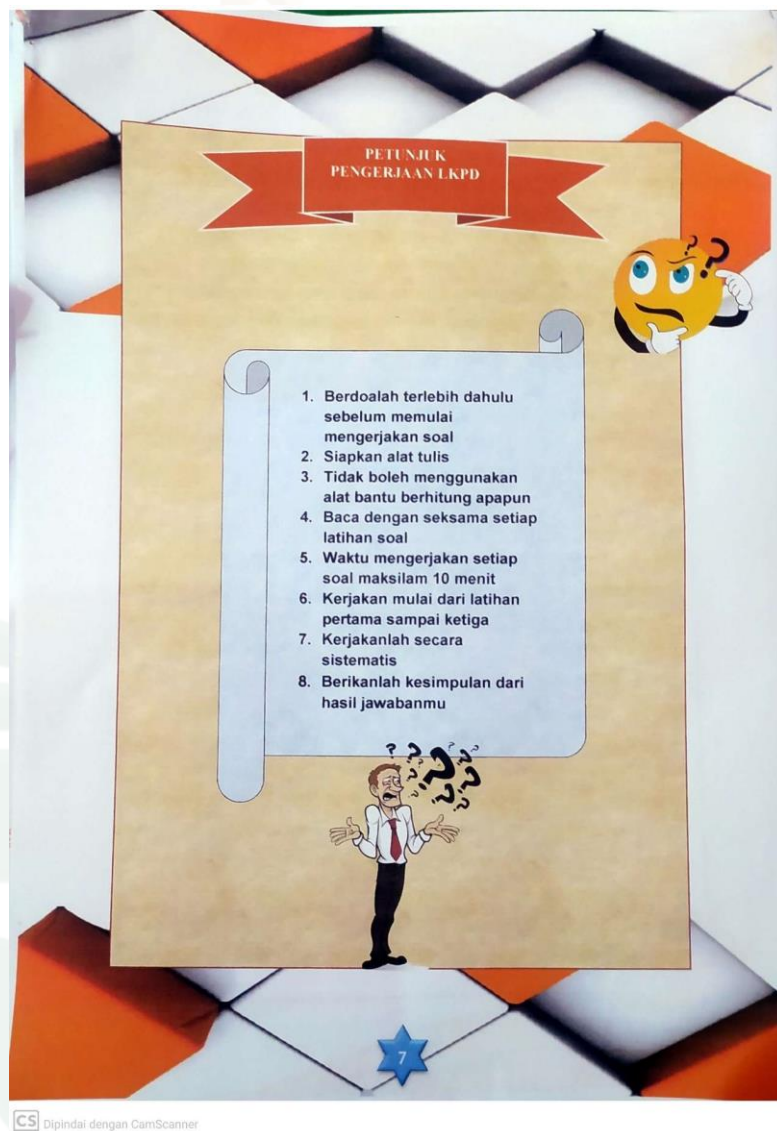 PETUNJUK
PENGERJAAN LKPD
1. Berdoalah terlebih dahulu
sebelum memulai
mengerjakan soal
2. Siapkan alat tulis
3. Tidak boleh menggunakan
alat bantu berhitung apapun
4. Baca dengan seksama setiap
latihan soal
5. Waktu mengerjakan setiap
soal maksilam 10 menit
6. Kerjakan mulai dari latihan
pertama sampai ketiga
7. Kerjakanlah secara
sistematis
8. Berikanlah kesimpulan dari
hasil jawabanmu
7
CS Dipindai dengan CamScanner